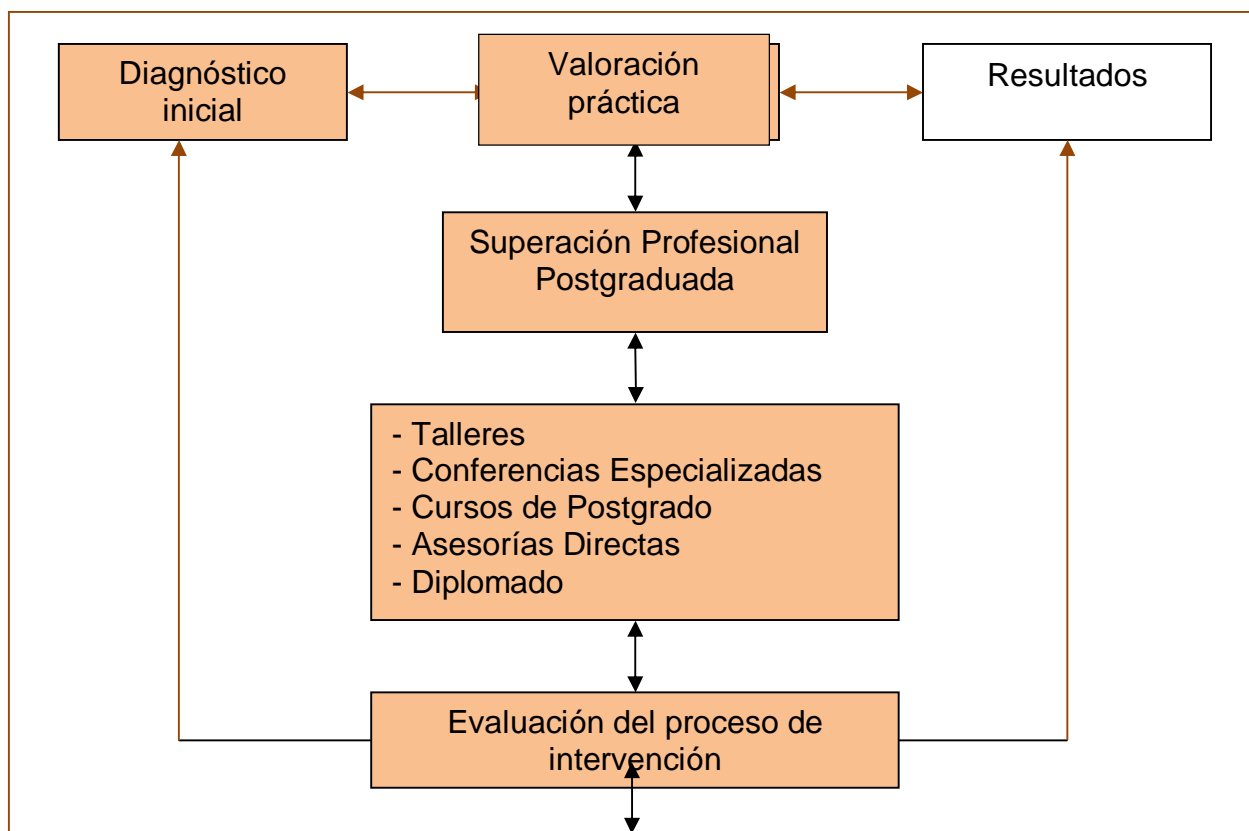 Diagnóstico
inicial
Valoración
práctica
Resultados
Superación Profesional
Postgraduada
- Talleres
- Conferencias Especializadas
- Cursos de Postgrado
- Asesorías Directas
- Diplomado
Evaluación del proceso de
intervención